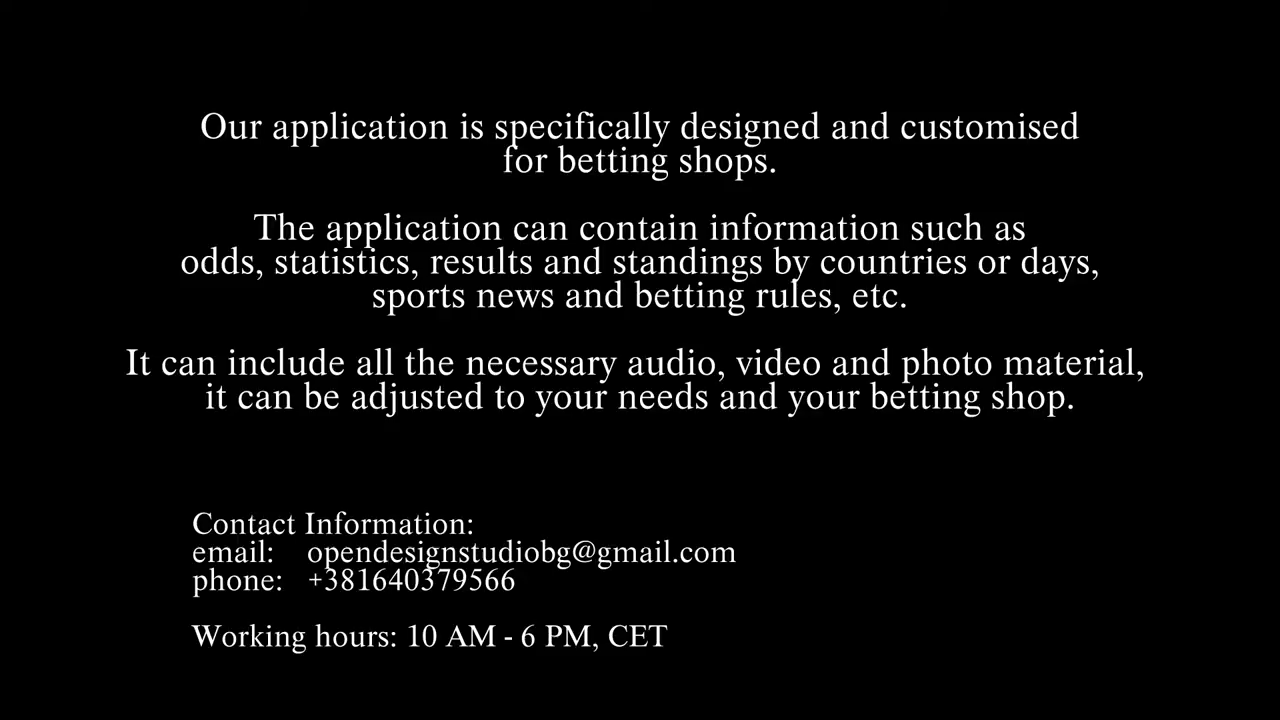 Our application is specifically designed and customised
for betting shops.
The application can contain information such as
odds, statistics, results and standings by countries or days,
sports news and betting rules, etc.
It can include all the necessary audio, video and photo material,
it can be adjusted to your needs and your betting shop.
Contact Information:
email: opendesignstudiobg@gmail.com
phone: +381640379566
Working hours: 10 AM - 6 PM, CET